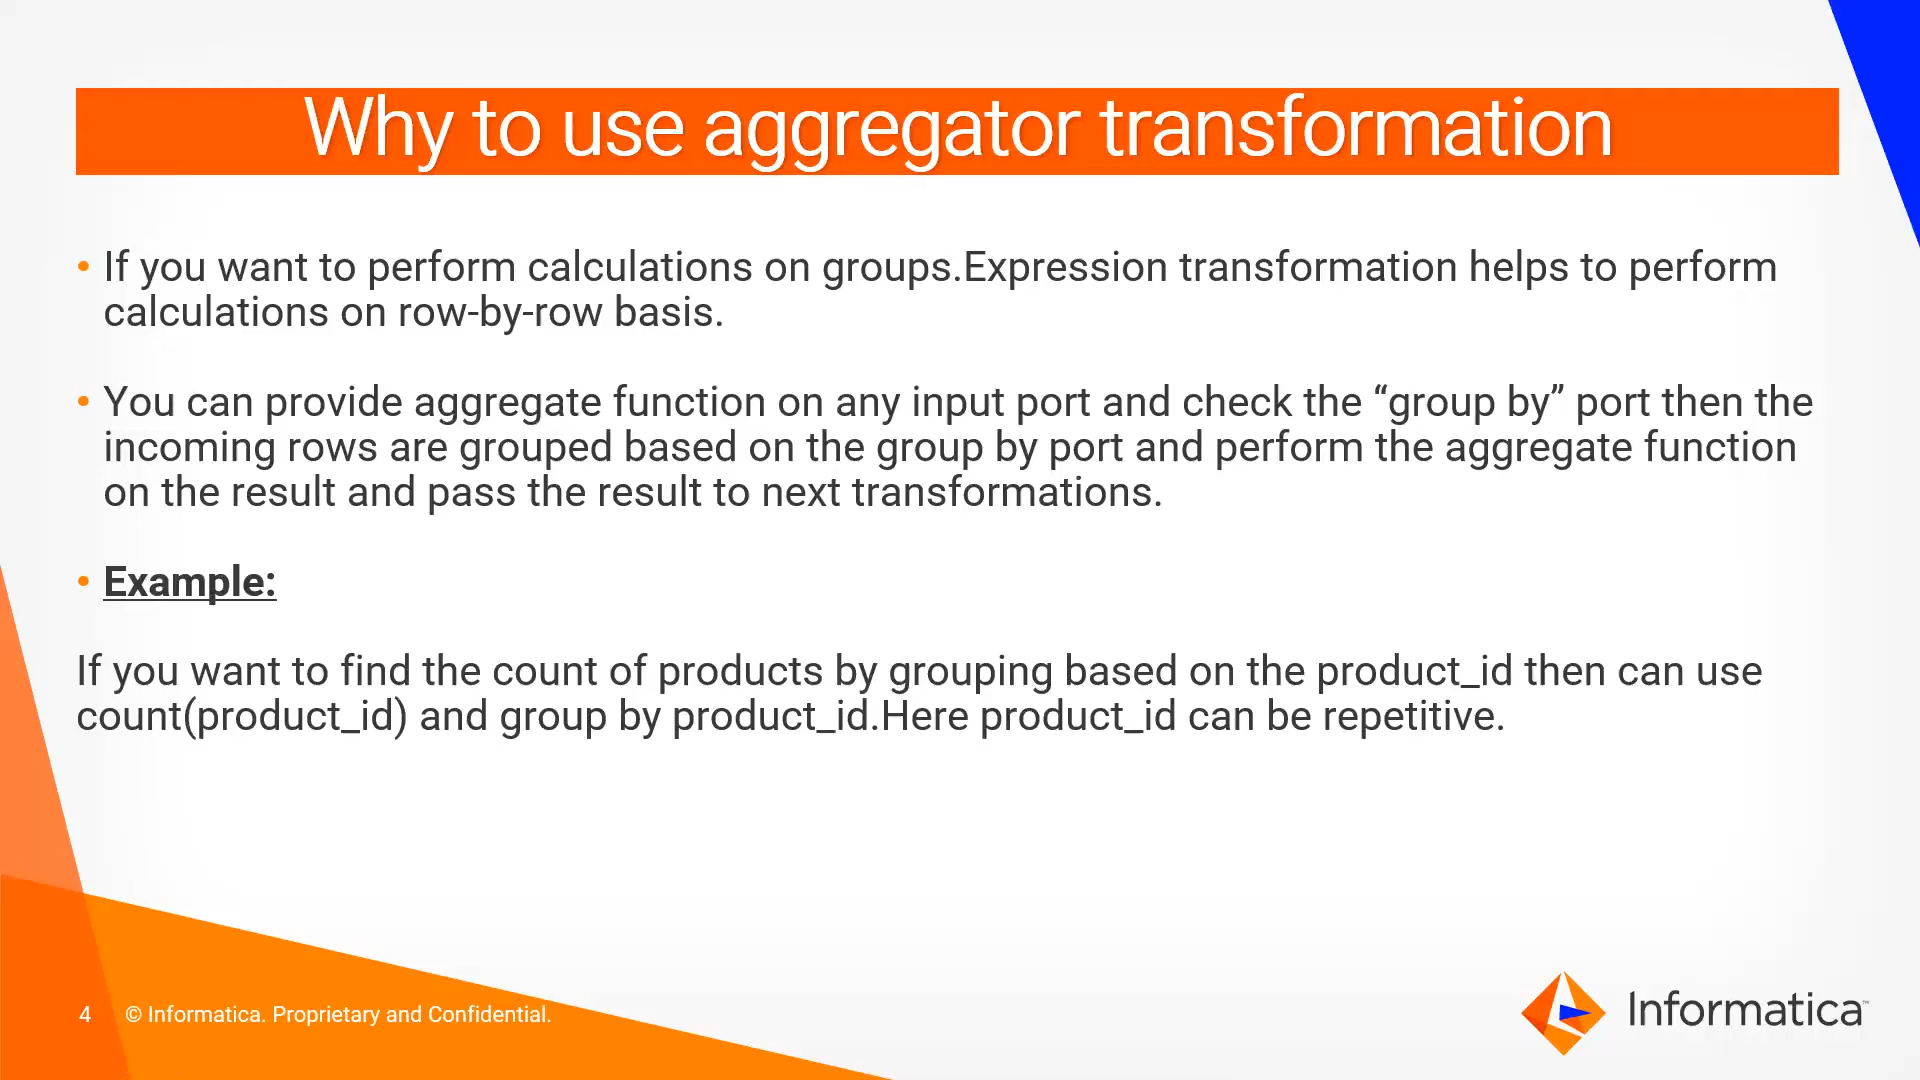 Why to use aggregator transformation
• If you want to perform calculations on groups.Expression transformation helps to perform
calculations on row-by-row basis.
• You can provide aggregate function on any input port and check the “group by” port then the
incoming rows are grouped based on the group by port and perform the aggregate function
on the result and pass the result to next transformations.
• Example:
If you want to find the count of products by grouping based on the product_id then can use
count(product_id) and group by product_id.Here product_id can be repetitive.
4 © Informatica. Proprietary and Confidential.
Informatica™